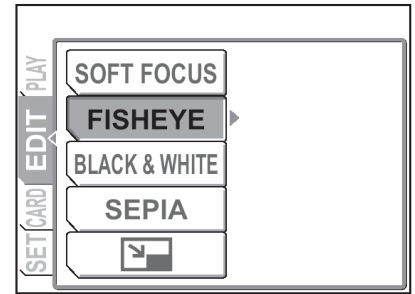 PLAY
EDIT
CARD
SET
SOFT FOCUS
FISHEYE
BLACK & WHITE
SEPIA